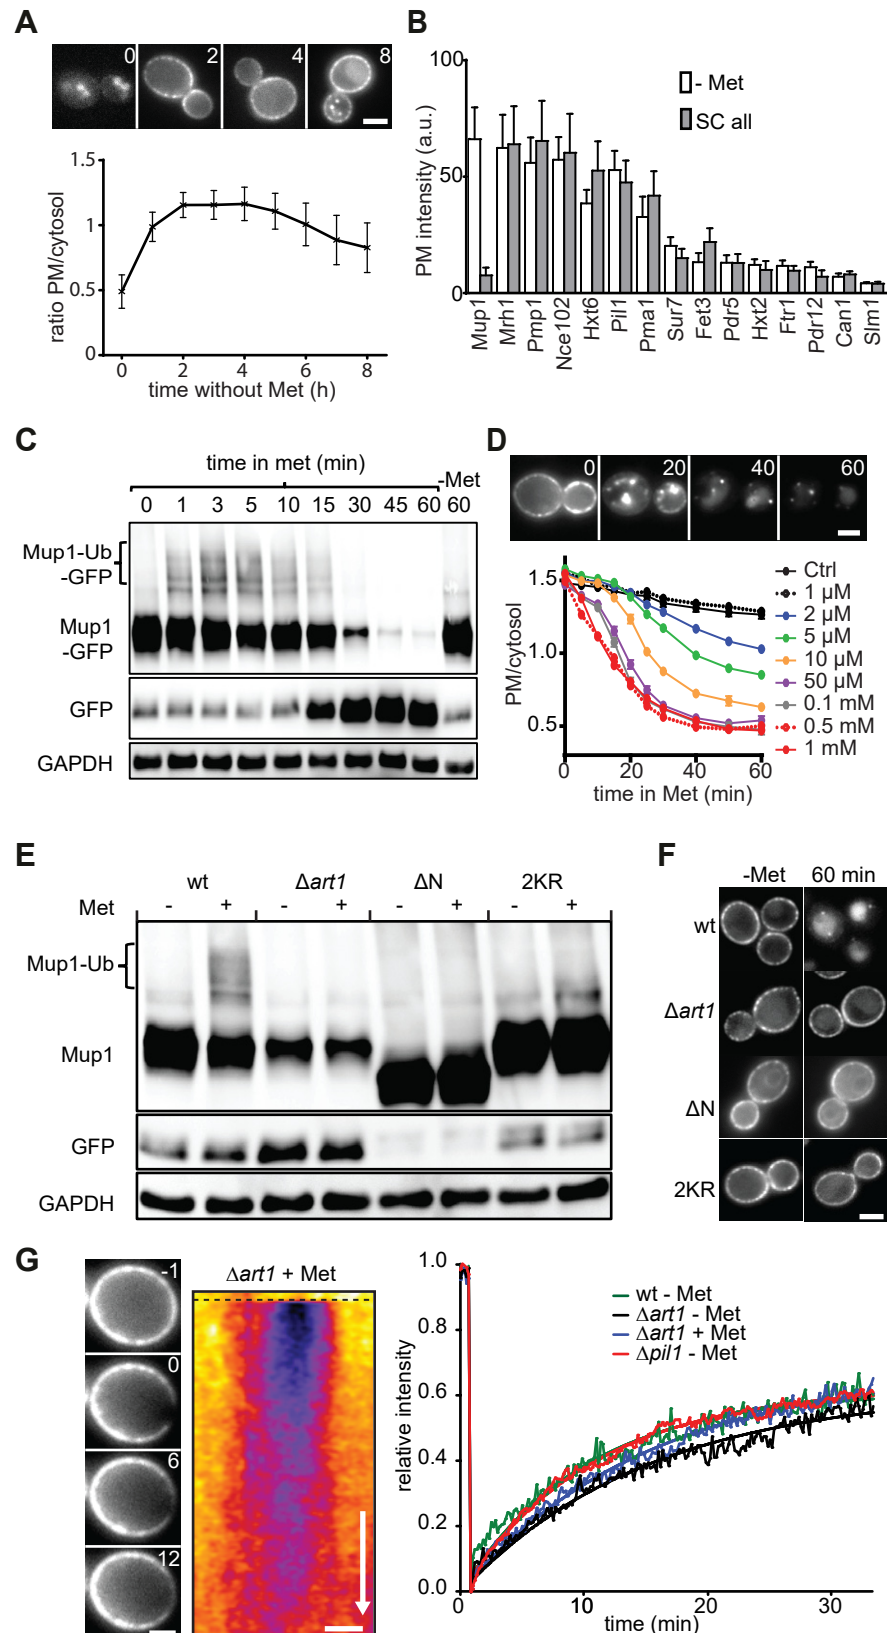 A
0 2 4 8
1.5
1
0.5
0
ratio PM/cytosol
0 2 4 6 8
time without Met (h)
B
100
50
0
PM intensity (a.u.)
- Met
SC all
Mup1 Mrh1 Pmp1 Nce102 Hxt6 Pil1 Pma1 Sur7 Fet3 Pdr5 Hxt2 Ftr1 Pdr12 Can1 Slm1
C
time in met (min)
-Met
0 1 3 5 10 15 30 45 60 60
Mup1-Ub
-GFP
Mup1
-GFP
GFP
GAPDH
D
0 20 40 60
1.5
1.0
0.5
PM/cytosol
0 20 40 60
time in Met (min)
Ctrl
1 µM
2 µM
5 µM
10 µM
50 µM
0.1 mM
0.5 mM
1 mM
E
wt Δart1 ΔN 2KR
Met - + - + - + - +
Mup1-Ub
Mup1
GFP
GAPDH
F
-Met 60 min
wt
Δart1
ΔN
2KR
G
-1
0
6
12
Δart1 + Met
1.0
0.8
0.6
0.4
0.2
0.0
relative intensity
wt - Met
Δart1 - Met
Δart1 + Met
Δpil1 - Met
0 10 20 30
time (min)